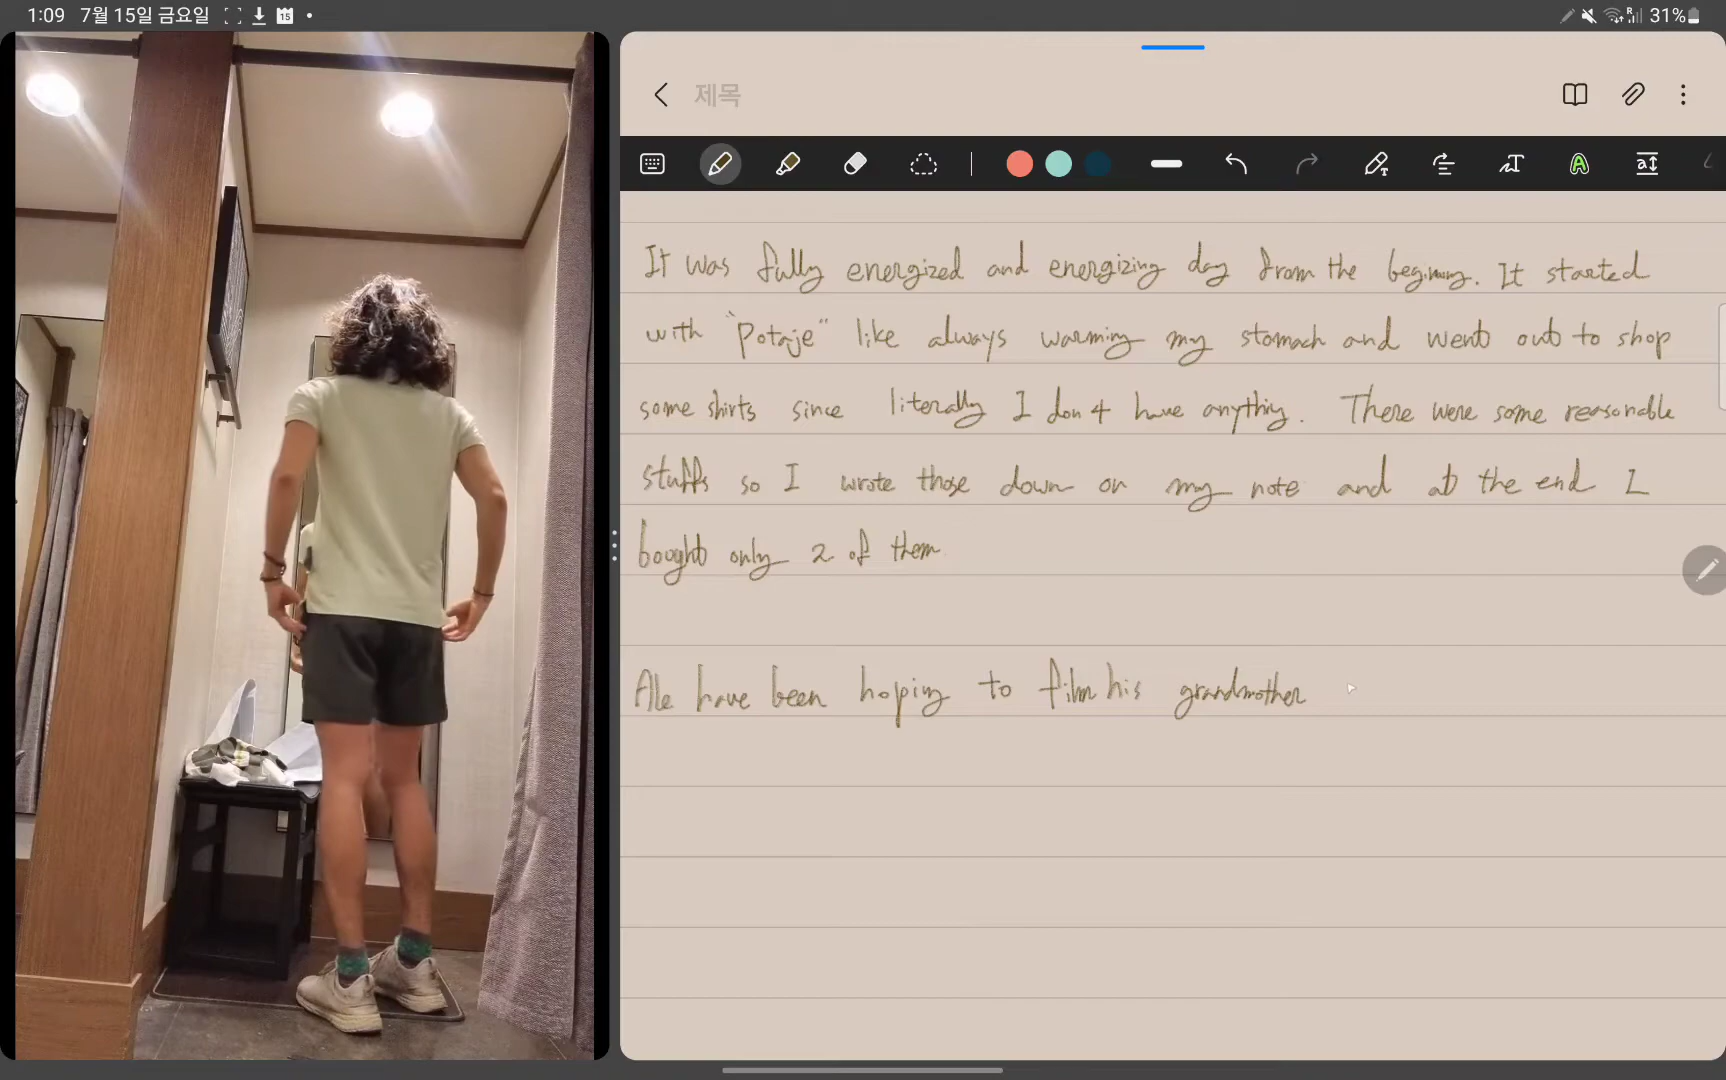 1:09 7월 15일 금요일 15 31%
제목
It was fully energized and energizing day from the begining. It started
with "Potaje" like always warming my stomach and went out to shop
some shirts since literally I don't have anything. There were some reasonable
stuffs so I wrote those down on my note and at the end I
bought only 2 of them
Ale have been hoping to film his grandmother